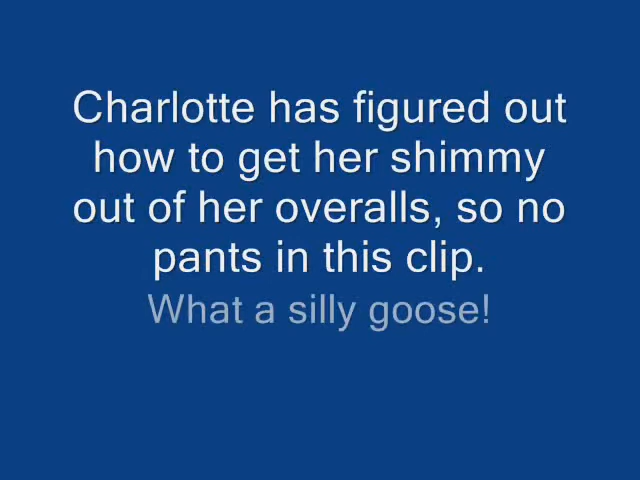 Charlotte has figured out
how to get her shimmy
out of her overalls, so no
pants in this clip.
What a silly goose!